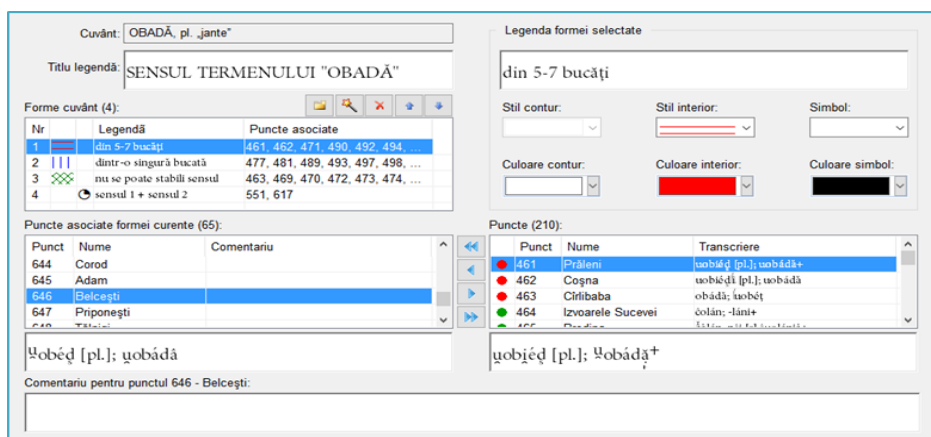 Cuvânt: OBADĂ, pl. „jante"
Titlu legendă: SENSUL TERMENULUI "OBADĂ"
Forme cuvânt (4):
Nr Legendă Puncte asociate
1 din 5-7 bucăți 461, 462, 471, 490, 492, 494, ...
2 dintr-o singură bucată 477, 481, 489, 493, 497, 498, ...
3 nu se poate stabili sensul 463, 469, 470, 472, 473, 474, ...
4 sensul 1 + sensul 2 551, 617
Legenda formei selectate
din 5-7 bucăți
Stil contur: Stil interior: Simbol:
Culoare contur: Culoare interior: Culoare simbol:
Puncte asociate formei curente (65):
Punct Nume Comentariu
644 Corod
645 Adam
646 Belcești
647 Priponești
Puncte (210):
Punct Nume Transcriere
461 Prăleni
462 Coșna
463 Cîrlibaba
464 Izvoarele Sucevei čolán; -láni+
[pl.]; u̯obádâ
[pl.];
Comentariu pentru punctul 646 - Belcești: